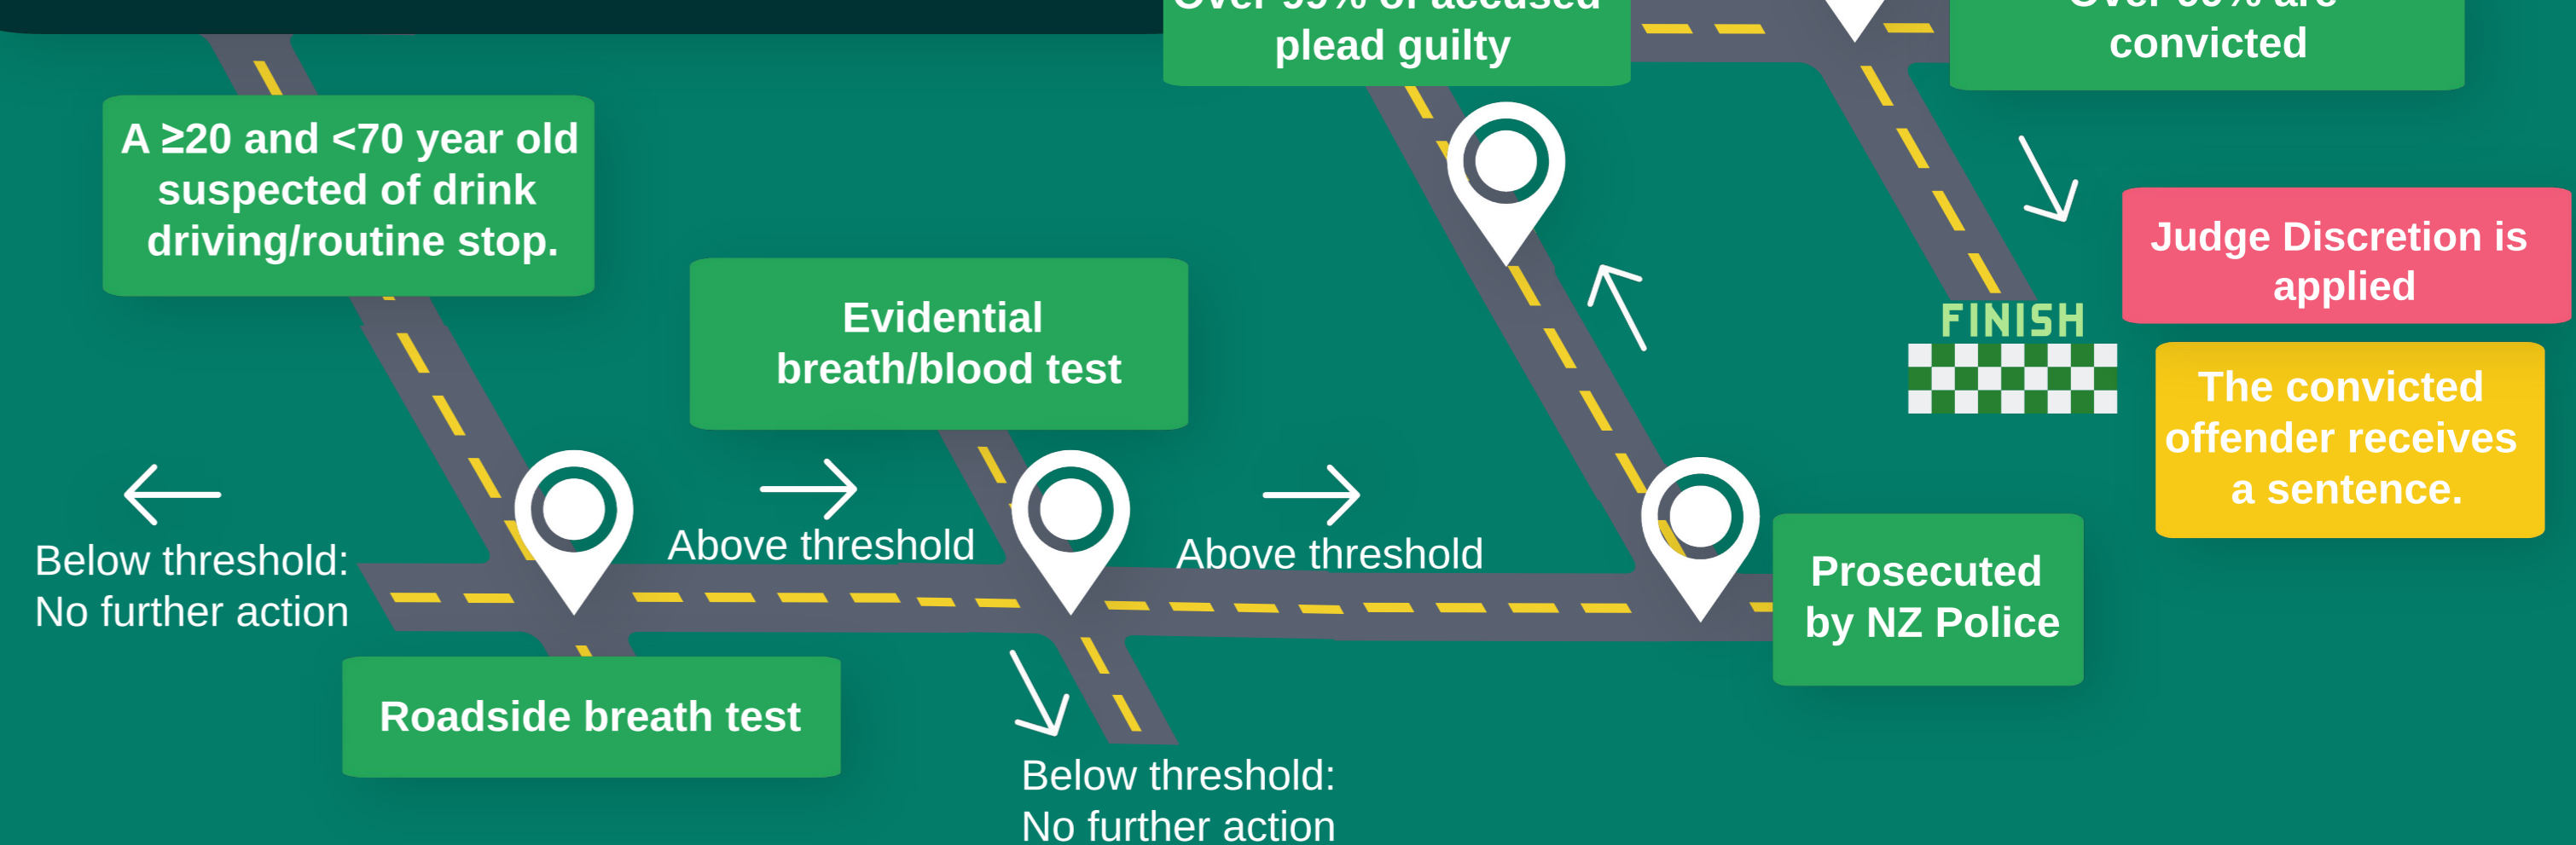 plead guilty
convicted
A ≥20 and <70 year old
suspected of drink
driving/routine stop.
Evidential
breath/blood test
Judge Discretion is
applied
FINISH
The convicted
offender receives
a sentence.
Below threshold:
No further action
Above threshold
Above threshold
Prosecuted
by NZ Police
Roadside breath test
Below threshold:
No further action